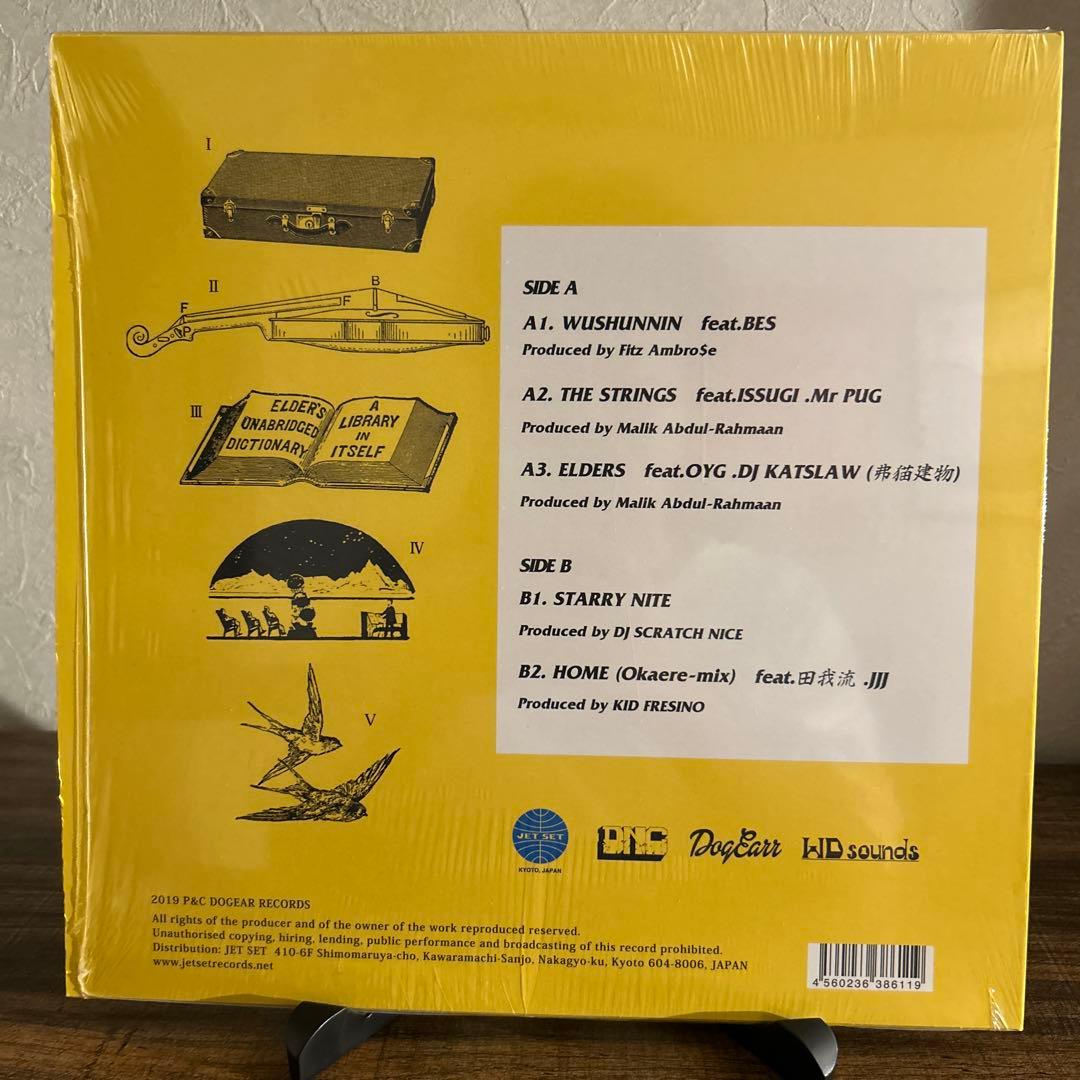 I
II
F
P
F
B
III
ELDER'S
UNABRIDGED
DICTIONARY
A
LIBRARY
IN
ITSELF
IV
V
SIDE A
A1. WUSHUNNIN feat.BES
Produced by Fitz Ambro$e
A2. THE STRINGS feat.ISSUGI .Mr PUG
Produced by Malik Abdul-Rahmaan
A3. ELDERS feat.OYG .DJ KATSLAW (弗猫建物)
Produced by Malik Abdul-Rahmaan
SIDE B
B1. STARRY NITE
Produced by DJ SCRATCH NICE
B2. HOME (Okaere-mix) feat.田我流 .JJJ
Produced by KID FRESINO
JET SET
KYOTO, JAPAN
DNC
DogEarr
WD sounds
2019 P&C DOGEAR RECORDS
All rights of the producer and of the owner of the work reproduced reserved.
Unauthorised copying, hiring, lending, public performance and broadcasting of this record prohibited.
Distribution: JET SET 410-6F Shimomaruya-cho, Kawaramachi-Sanjo, Nakagyo-ku, Kyoto 604-8006, JAPAN
www.jetsetrecords.net
4 560236 386119